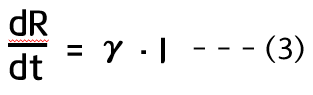 dR/dt = γ . I - - - (3)